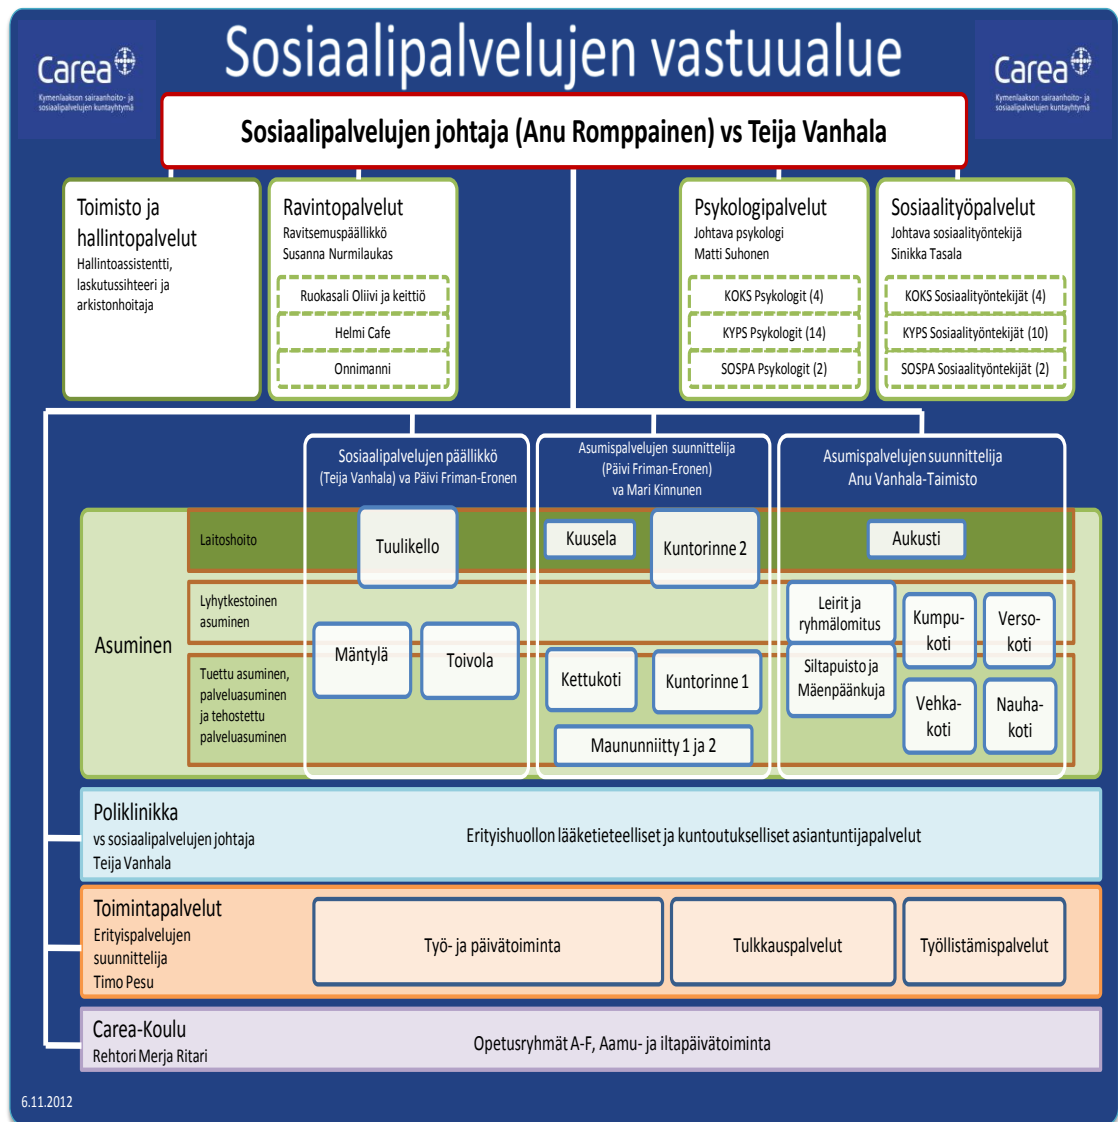 Sosiaalipalvelujen vastuualue
Carea
Kymenlaakson sairaanhoito- ja
sosiaalipalvelujen kuntayhtymä
Carea
Kymenlaakson sairaanhoito- ja
sosiaalipalvelujen kuntayhtymä
Sosiaalipalvelujen johtaja (Anu Romppainen) vs Teija Vanhala
Toimisto ja
hallintopalvelut
Hallintoassistentti,
laskutussihteeri ja
arkistonhoitaja
Ravintopalvelut
Ravitsemuspäällikkö
Susanna Nurmilaukas
Ruokasali Oliivi ja keittiö
Helmi Cafe
Onnimanni
Psykologipalvelut
Johtava psykologi
Matti Suhonen
KOKS Psykologit (4)
KYPS Psykologit (14)
SOSPA Psykologit (2)
Sosiaalityöpalvelut
Johtava sosiaalityöntekijä
Sinikka Tasala
KOKS Sosiaalityöntekijät (4)
KYPS Sosiaalityöntekijät (10)
SOSPA Sosiaalityöntekijät (2)
Sosiaalipalvelujen päällikkö
(Teija Vanhala) va Päivi Friman-Eronen
Asumispalvelujen suunnittelija
(Päivi Friman-Eronen)
va Mari Kinnunen
Asumispalvelujen suunnittelija
Anu Vanhala-Taimisto
Asuminen
Laitoshoito
Tuulikello
Kuusela
Kuntorinne 2
Aukusti
Lyhytkestoinen
asuminen
Leirit ja
ryhmälomitus
Kumpu-
koti
Verso-
koti
Mäntylä
Toivola
Tuettu asuminen,
palveluasuminen
ja tehostettu
palveluasuminen
Kettukoti
Kuntorinne 1
Siltapuisto ja
Mäenpäänkuja
Vehka-
koti
Nauha-
koti
Maununniitty 1 ja 2
Poliklinikka
vs sosiaalipalvelujen johtaja
Teija Vanhala
Erityishuollon lääketieteelliset ja kuntoutukselliset asiantuntijapalvelut
Toimintapalvelut
Erityispalvelujen
suunnittelija
Timo Pesu
Työ- ja päivätoiminta
Tulkkauspalvelut
Työllistämispalvelut
Carea-Koulu
Rehtori Merja Ritari
Opetusryhmät A-F, Aamu- ja iltapäivätoiminta
6.11.2012